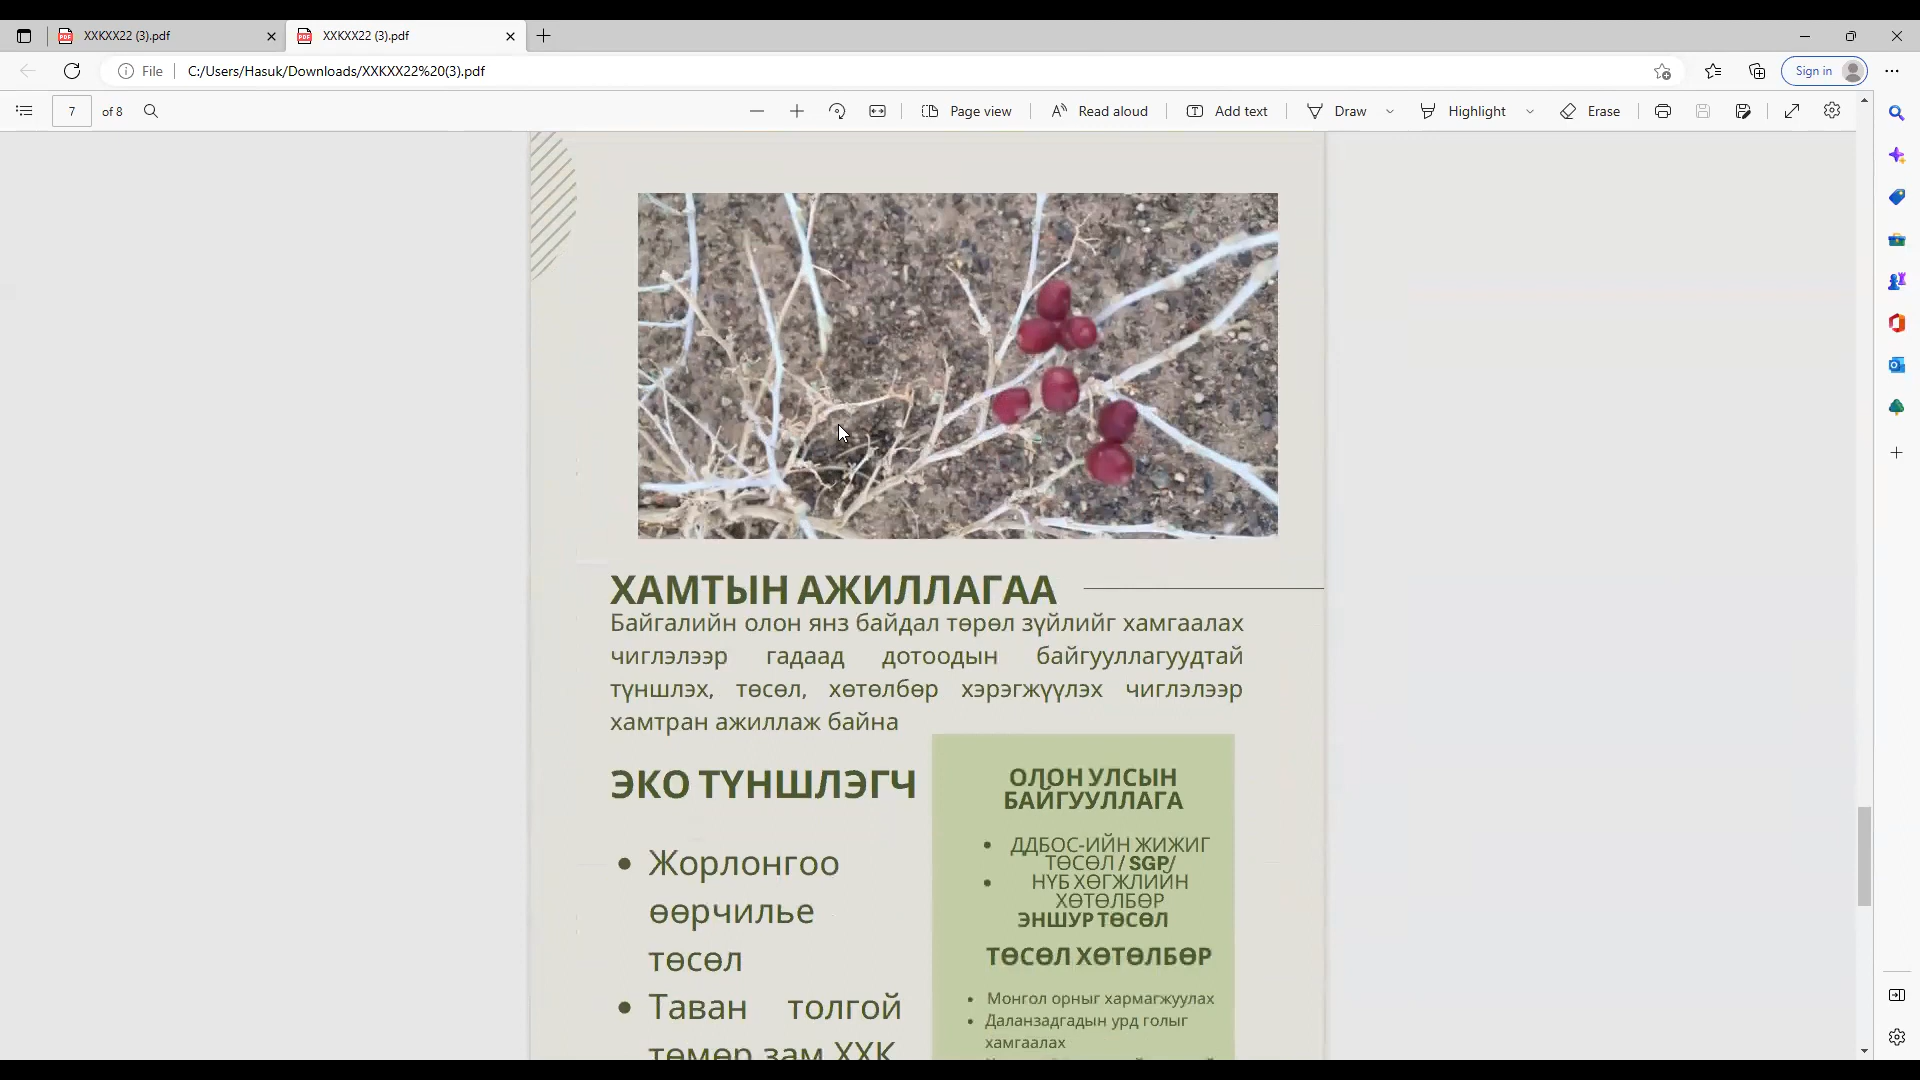 XXKXX22 (3).pdf
XXKXX22 (3).pdf
File
C:/Users/Hasuk/Downloads/XXKXX22%20(3).pdf
Sign in
7 of 8
Page view
Read aloud
Add text
Draw
Highlight
Erase
ХАМТЫН АЖИЛЛАГАА
Байгалийн олон янз байдал төрөл зүйлийг хамгаалах
чиглэлээр гадаад дотоодын байгууллагуудтай
түншлэх, төсөл, хөтөлбөр хэрэгжүүлэх чиглэлээр
хамтран ажиллаж байна
ЭКО ТҮНШЛЭГЧ
• Жорлонгоо
өөрчилье
төсөл
• Таван толгой
төмөр зам ХХК
ОЛОН УЛСЫН
БАЙГУУЛЛАГА
• ДДБОС-ИЙН ЖИЖИГ
ТӨСӨЛ / SGP/
• НҮБ ХӨГЖЛИЙН
ХӨТӨЛБӨР
ЭНШУР ТӨСӨЛ
ТӨСӨЛ ХӨТӨЛБӨР
• Монгол орныг хармагжуулах
• Даланзадгадын урд голыг
хамгаалах